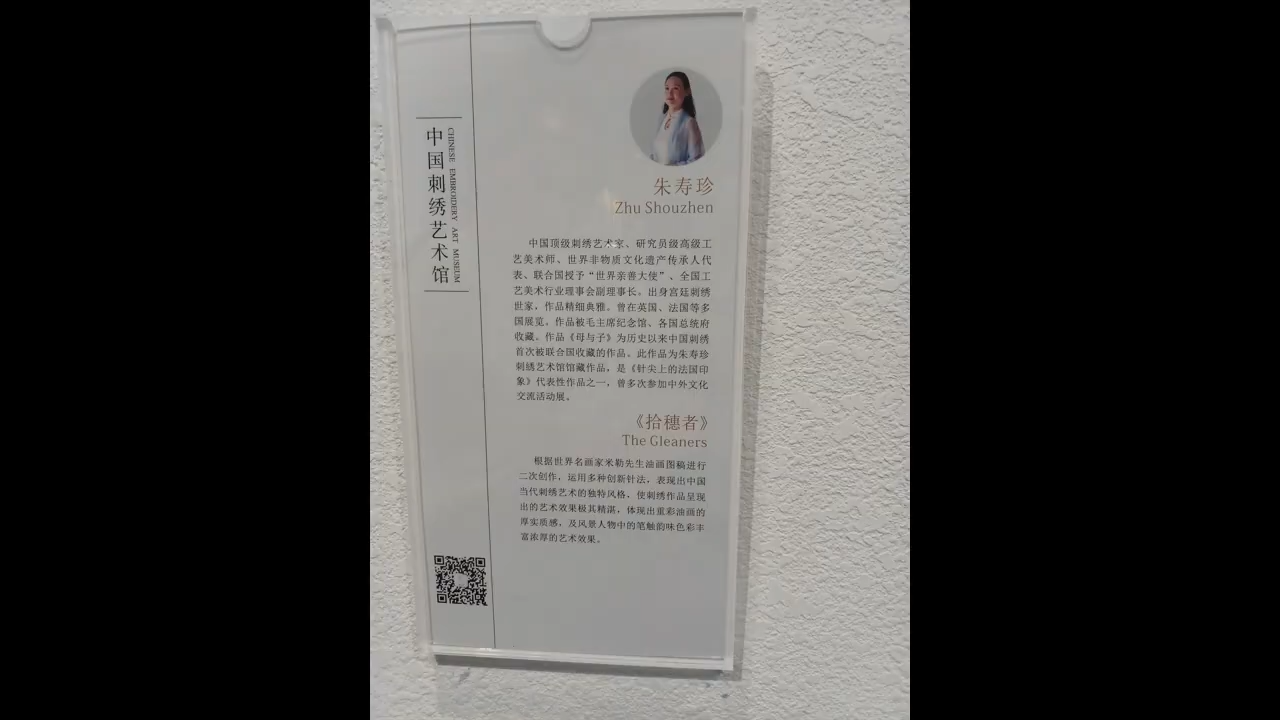 中国刺绣艺术馆
CHINESE EMBROIDERY ART MUSEUM
朱寿珍
Zhu Shouzhen
中国顶级刺绣艺术家、研究员级高级工
艺美术师、世界非物质文化遗产传承人代
表、联合国授予“世界亲善大使”、全国工
艺美术行业理事会副理事长。出身宫廷刺绣
世家，作品精细典雅。曾在英国、法国等多
国展览。作品被毛主席纪念馆、各国总统府
收藏。作品《母与子》为历史以来中国刺绣
首次被联合国收藏的作品。此作品为朱寿珍
刺绣艺术馆馆藏作品，是《针尖上的法国印
象》代表性作品之一，曾多次参加中外文化
交流活动展。
《拾穗者》
The Gleaners
根据世界名画家米勒先生油画图稿进行
二次创作，运用多种创新针法，表现出中国
当代刺绣艺术的独特风格，使刺绣作品呈现
出的艺术效果极其精湛，体现出重彩油画的
厚实质感，及风景人物中的笔触韵味色彩丰
富浓厚的艺术效果。